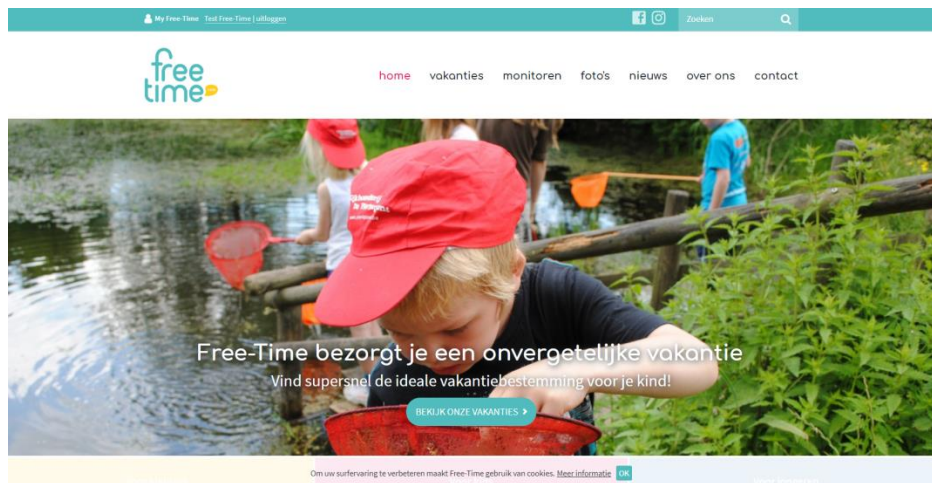 My Free-Time Test Free-Time | uitloggen
Zoeken
free
time
home vakanties monitoren foto's nieuws over ons contact
Free-Time bezorgt je een onvergetelijke vakantie
Vind supersnel de ideale vakantiebestemming voor je kind!
BEKIJK ONZE VAKANTIES >
Om uw surfervaring te verbeteren maakt Free-Time gebruik van cookies. Meer informatie OK